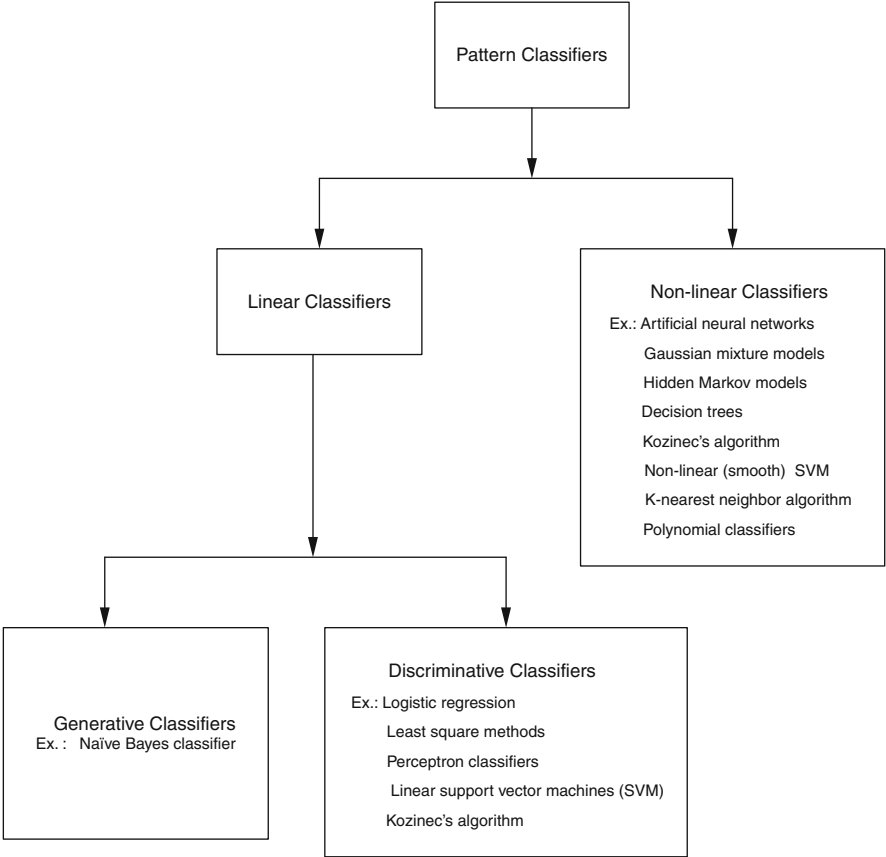 Pattern Classifiers
Linear Classifiers
Non-linear Classifiers
Ex.: Artificial neural networks
Gaussian mixture models
Hidden Markov models
Decision trees
Kozinec's algorithm
Non-linear (smooth) SVM
K-nearest neighbor algorithm
Polynomial classifiers
Generative Classifiers
Ex. : Naïve Bayes classifier
Discriminative Classifiers
Ex.: Logistic regression
Least square methods
Perceptron classifiers
Linear support vector machines (SVM)
Kozinec's algorithm